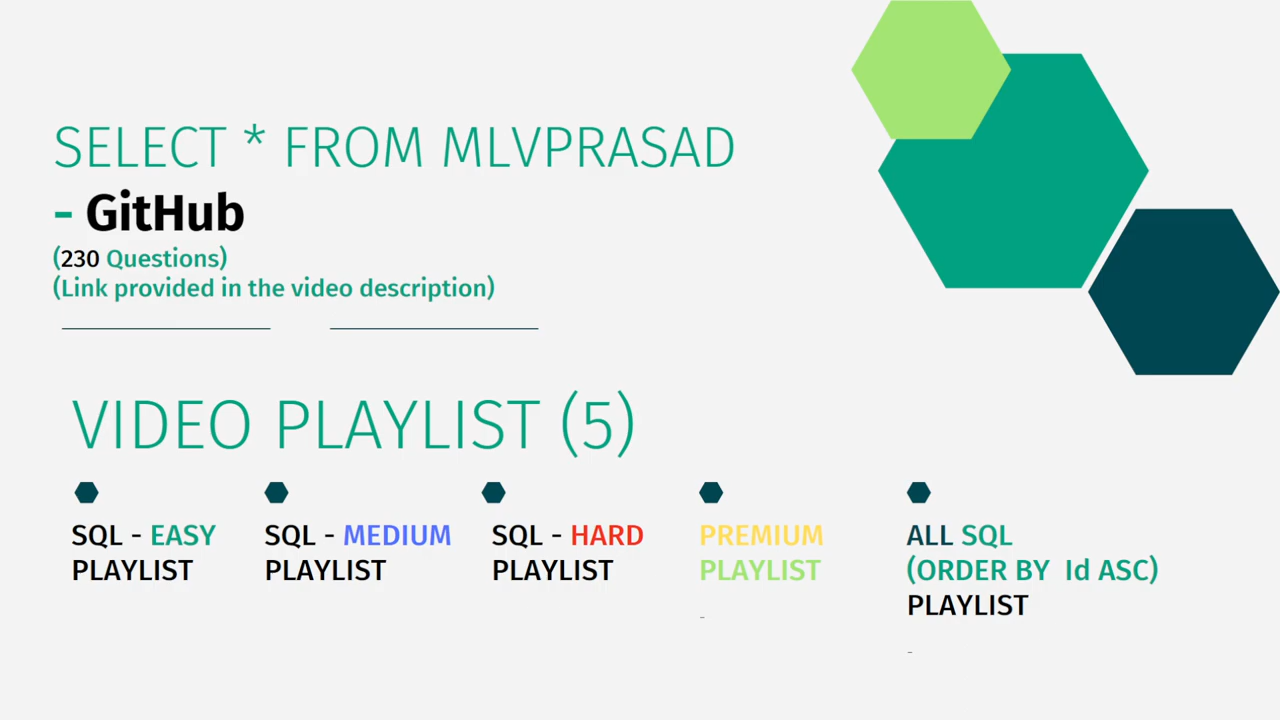 SELECT * FROM MLVPRASAD
- GitHub
(230 Questions)
(Link provided in the video description)
VIDEO PLAYLIST (5)
SQL - EASY
PLAYLIST
SQL - MEDIUM
PLAYLIST
SQL - HARD
PLAYLIST
PREMIUM
PLAYLIST
-
ALL SQL
(ORDER BY Id ASC)
PLAYLIST
-